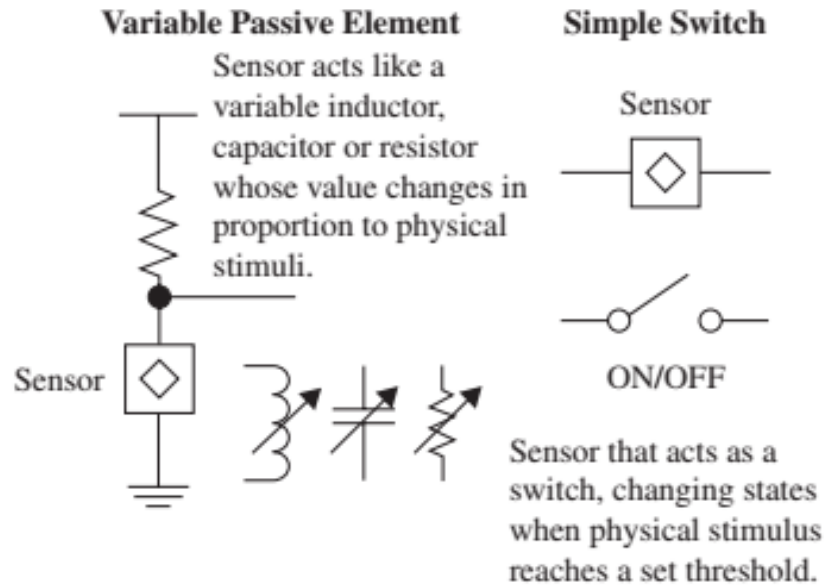 Variable Passive Element
Sensor acts like a
variable inductor,
capacitor or resistor
whose value changes in
proportion to physical
stimuli.
Sensor
Simple Switch
Sensor
ON/OFF
Sensor that acts as a
switch, changing states
when physical stimulus
reaches a set threshold.